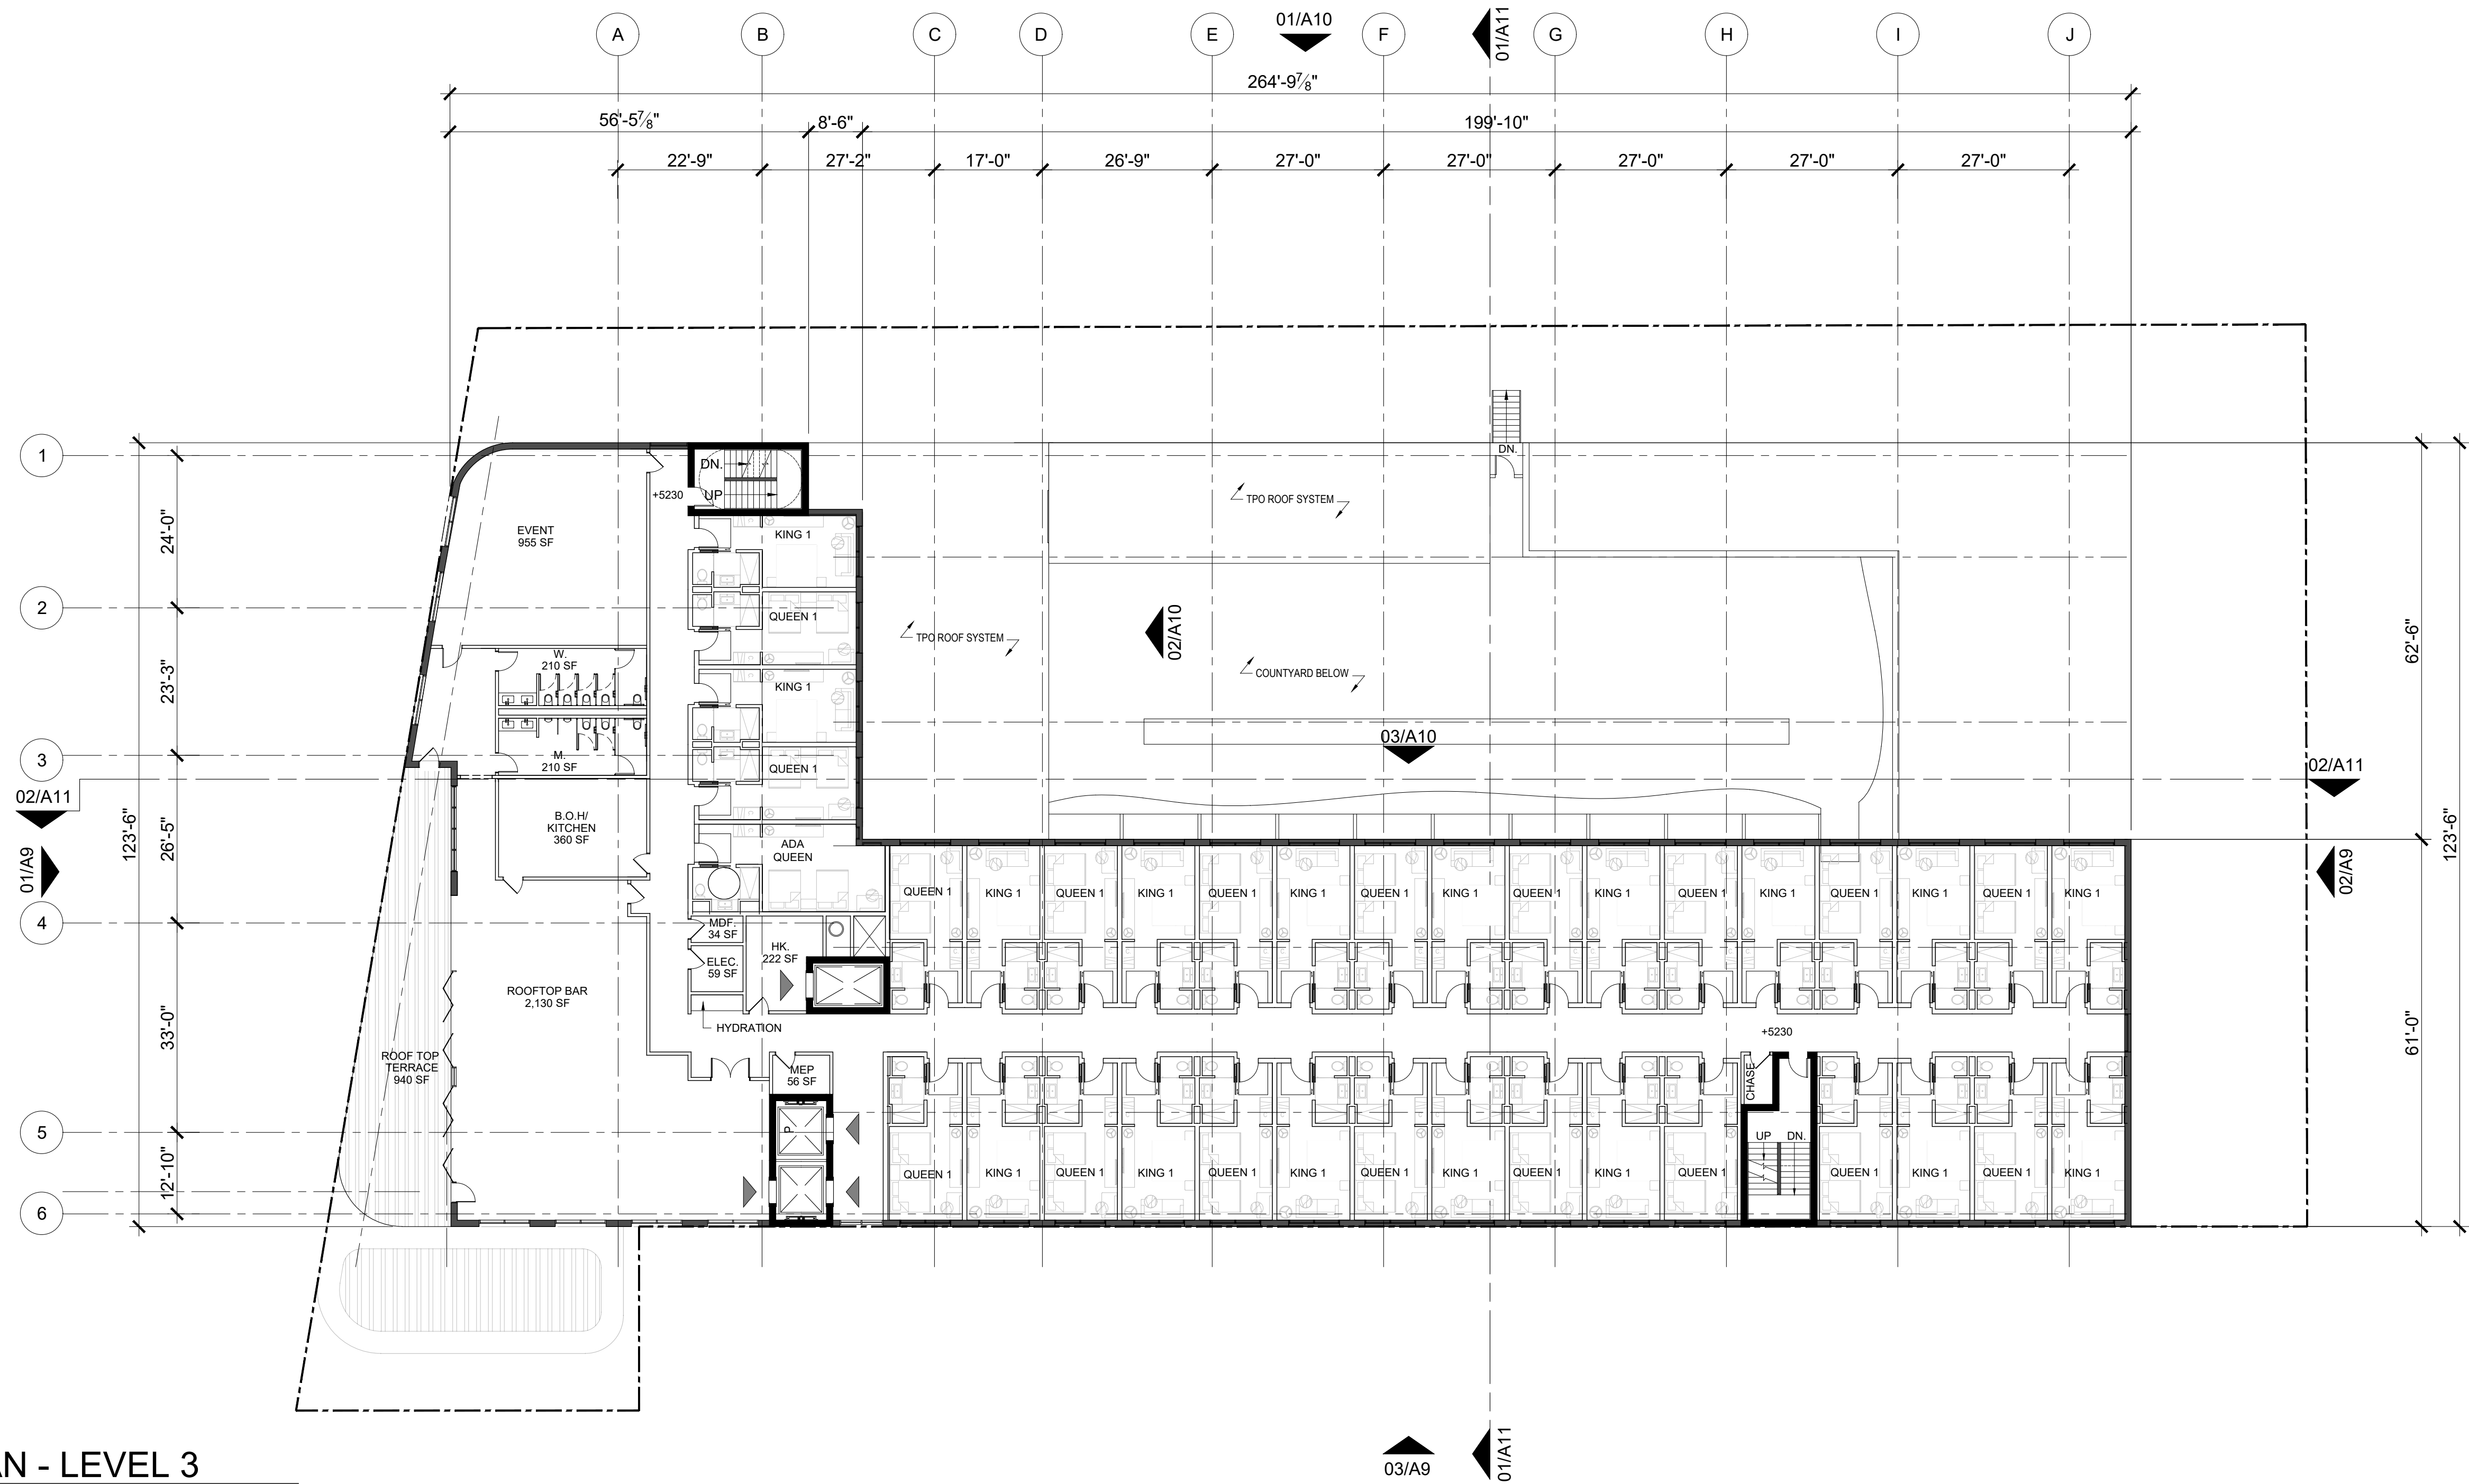 01/A10
01/A11
A
B
C
D
E
F
G
H
I
J
264'-9⅞"
56'-5⅞"
8'-6"
199'-10"
22'-9"
27'-2"
17'-0"
26'-9"
27'-0"
27'-0"
27'-0"
27'-0"
27'-0"
1
2
3
4
5
6
24'-0"
23'-3"
26'-5"
33'-0"
12'-10"
123'-6"
02/A11
01/A9
DN.
UP
+5230
EVENT
955 SF
KING 1
QUEEN 1
KING 1
QUEEN 1
ADA
QUEEN
W.
210 SF
M.
210 SF
B.O.H/
KITCHEN
360 SF
MDF.
34 SF
ELEC.
59 SF
HK.
222 SF
HYDRATION
ROOFTOP BAR
2,130 SF
ROOF TOP
TERRACE
940 SF
MEP
56 SF
P
DN.
TPO ROOF SYSTEM
TPO ROOF SYSTEM
COURTYARD BELOW
02/A10
03/A10
QUEEN 1
KING 1
QUEEN 1
KING 1
QUEEN 1
KING 1
QUEEN 1
KING 1
QUEEN 1
KING 1
QUEEN 1
KING 1
QUEEN 1
KING 1
QUEEN 1
KING 1
+5230
CHASE
UP
DN.
QUEEN 1
KING 1
QUEEN 1
KING 1
QUEEN 1
KING 1
QUEEN 1
KING 1
QUEEN 1
KING 1
QUEEN 1
QUEEN 1
KING 1
QUEEN 1
KING 1
62'-6"
61'-0"
123'-6"
02/A11
02/A9
03/A9
01/A11
AN - LEVEL 3